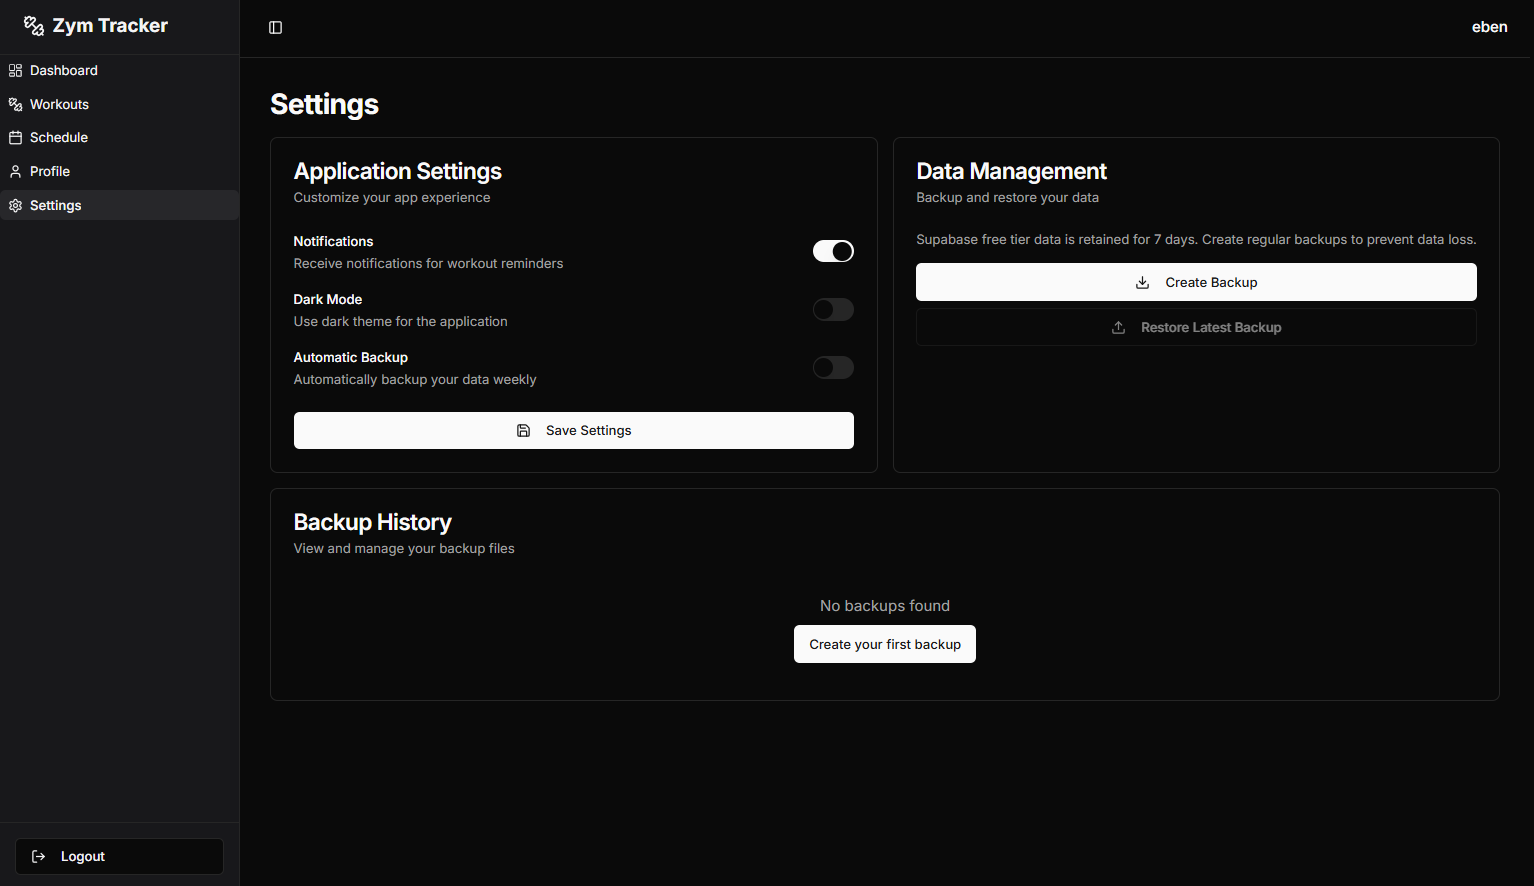 Zym Tracker
Dashboard
Workouts
Schedule
Profile
Settings
Logout
eben
Settings
Application Settings
Customize your app experience
Notifications
Receive notifications for workout reminders
Dark Mode
Use dark theme for the application
Automatic Backup
Automatically backup your data weekly
Save Settings
Data Management
Backup and restore your data
Supabase free tier data is retained for 7 days. Create regular backups to prevent data loss.
Create Backup
Restore Latest Backup
Backup History
View and manage your backup files
No backups found
Create your first backup